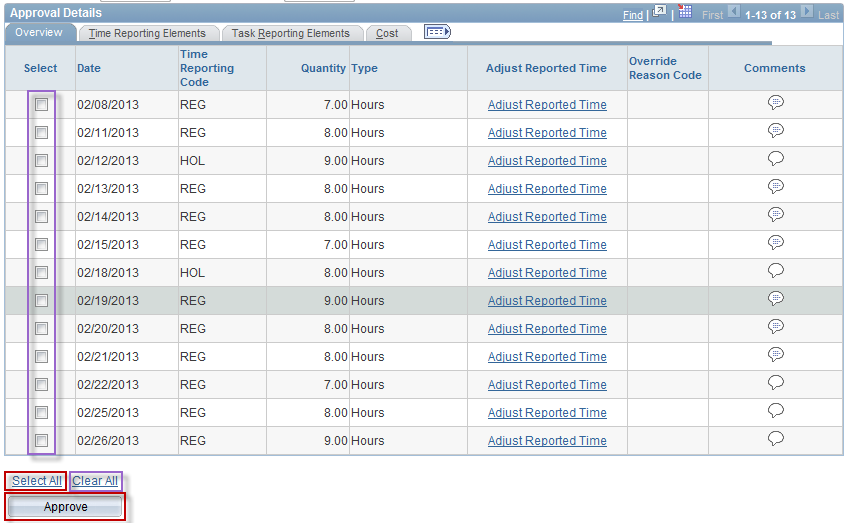 Approval Details Find | | First 1-13 of 13 Last
Overview Time Reporting Elements Task Reporting Elements Cost
Select Date Time Reporting Code Quantity Type Adjust Reported Time Override Reason Code Comments
02/08/2013 REG 7.00 Hours Adjust Reported Time
02/11/2013 REG 8.00 Hours Adjust Reported Time
02/12/2013 HOL 9.00 Hours Adjust Reported Time
02/13/2013 REG 8.00 Hours Adjust Reported Time
02/14/2013 REG 8.00 Hours Adjust Reported Time
02/15/2013 REG 7.00 Hours Adjust Reported Time
02/18/2013 HOL 8.00 Hours Adjust Reported Time
02/19/2013 REG 9.00 Hours Adjust Reported Time
02/20/2013 REG 8.00 Hours Adjust Reported Time
02/21/2013 REG 8.00 Hours Adjust Reported Time
02/22/2013 REG 7.00 Hours Adjust Reported Time
02/25/2013 REG 8.00 Hours Adjust Reported Time
02/26/2013 REG 9.00 Hours Adjust Reported Time
Select All Clear All
Approve